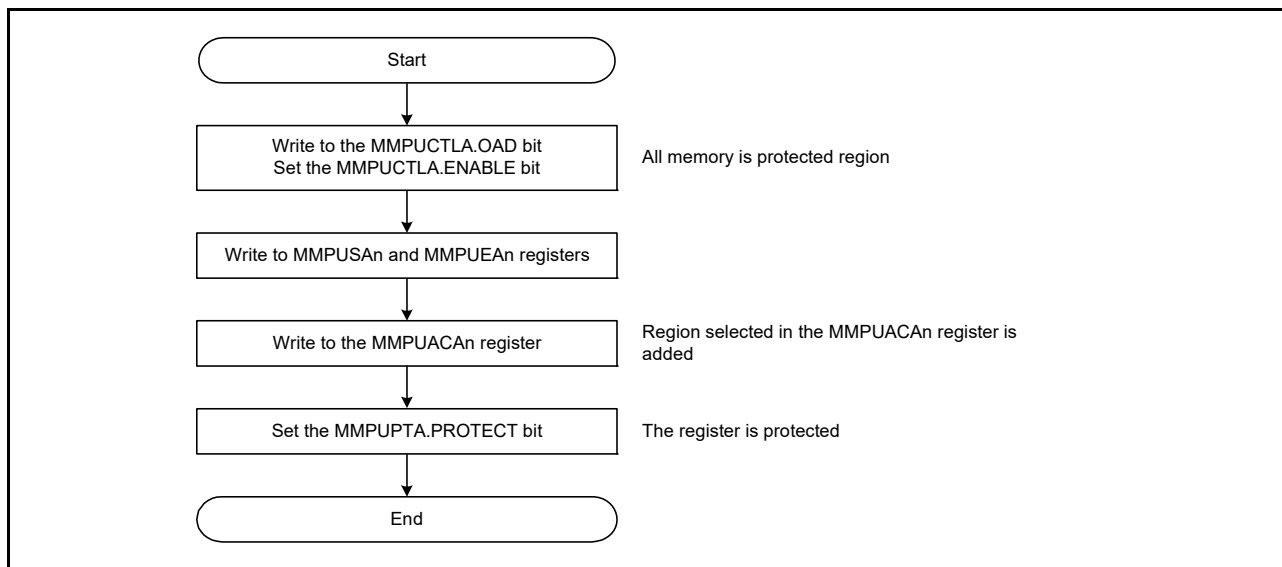 Start
Write to the MMPUCTLA.OAD bit
Set the MMPUCTLA.ENABLE bit
All memory is protected region
Write to MMPUSAn and MMPUEAn registers
Write to the MMPUACAn register
Region selected in the MMPUACAn register is
added
Set the MMPUPTA.PROTECT bit
The register is protected
End